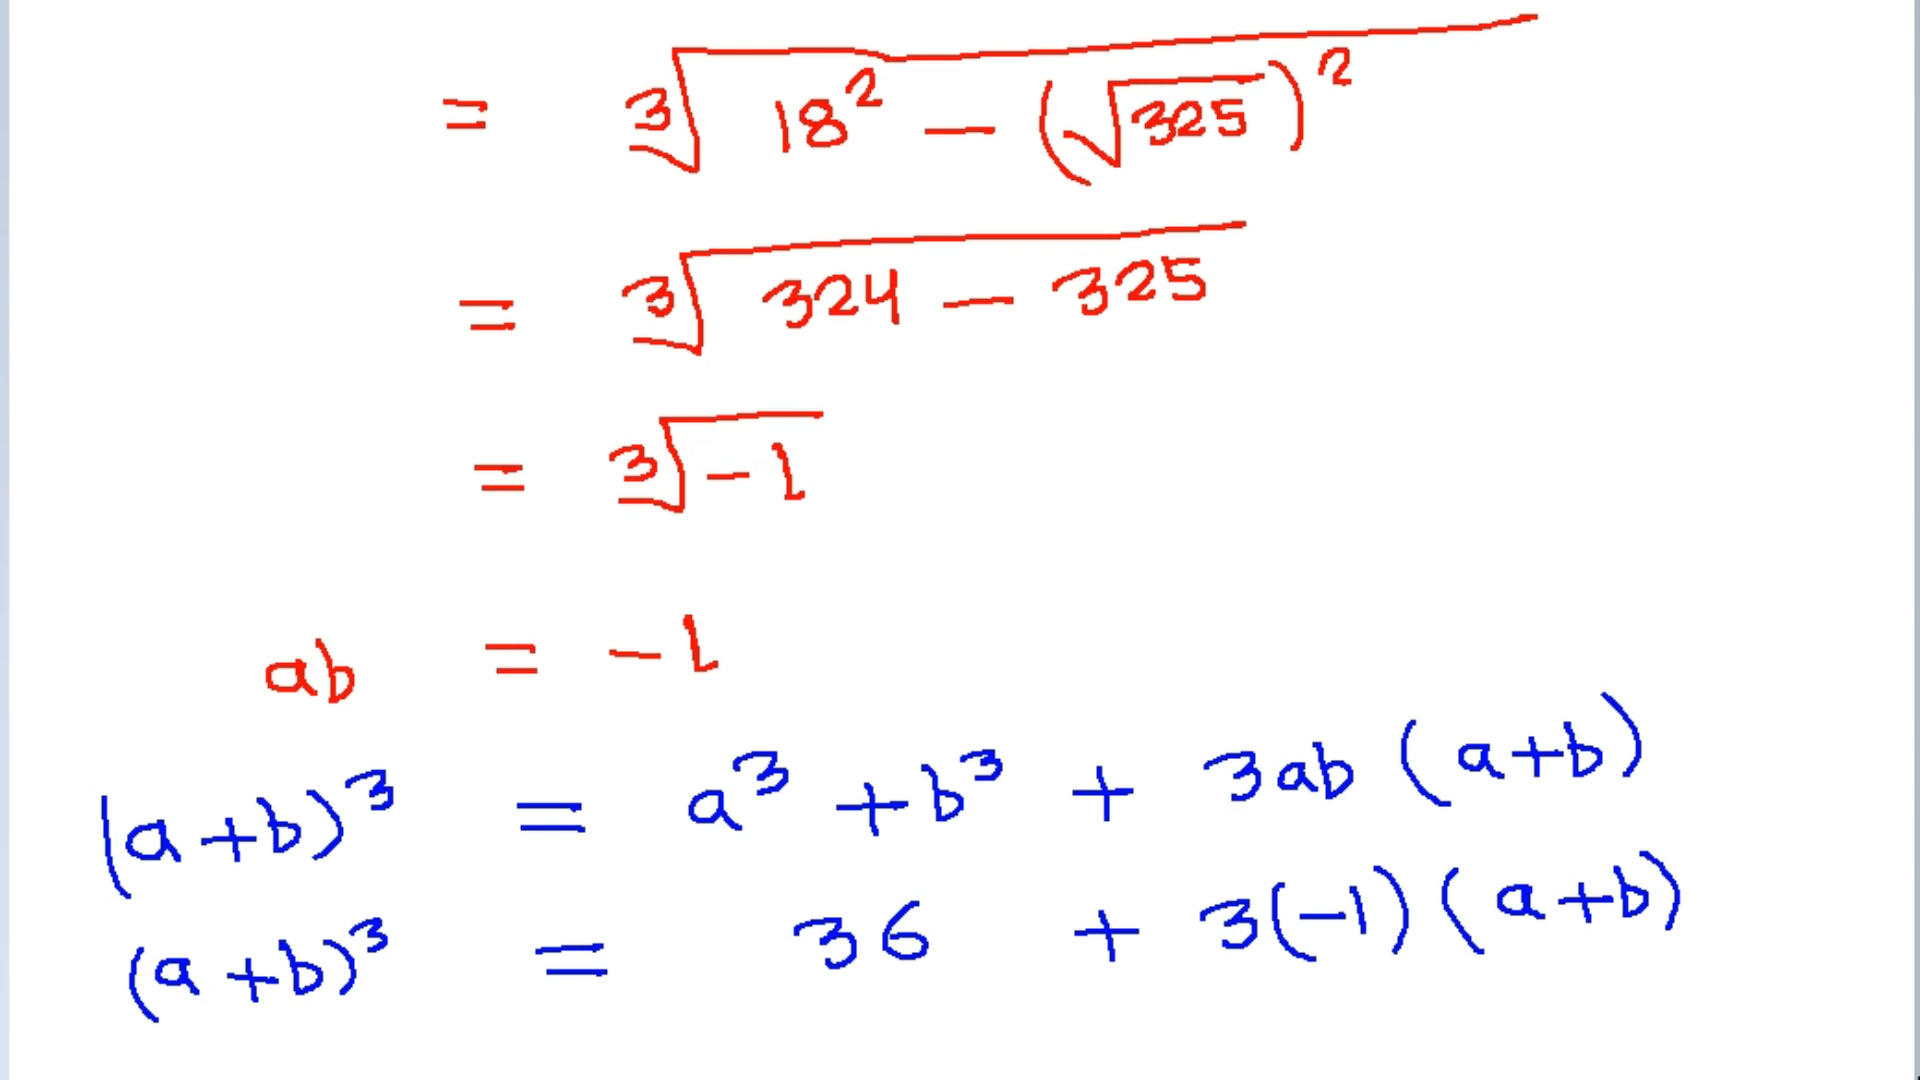 = ∛(18² − (√325)²)
= ∛(324 − 325)
= ∛(−1)
ab = −1
(a+b)³ = a³ + b³ + 3ab (a+b)
(a+b)³ = 36 + 3(−1) (a+b)